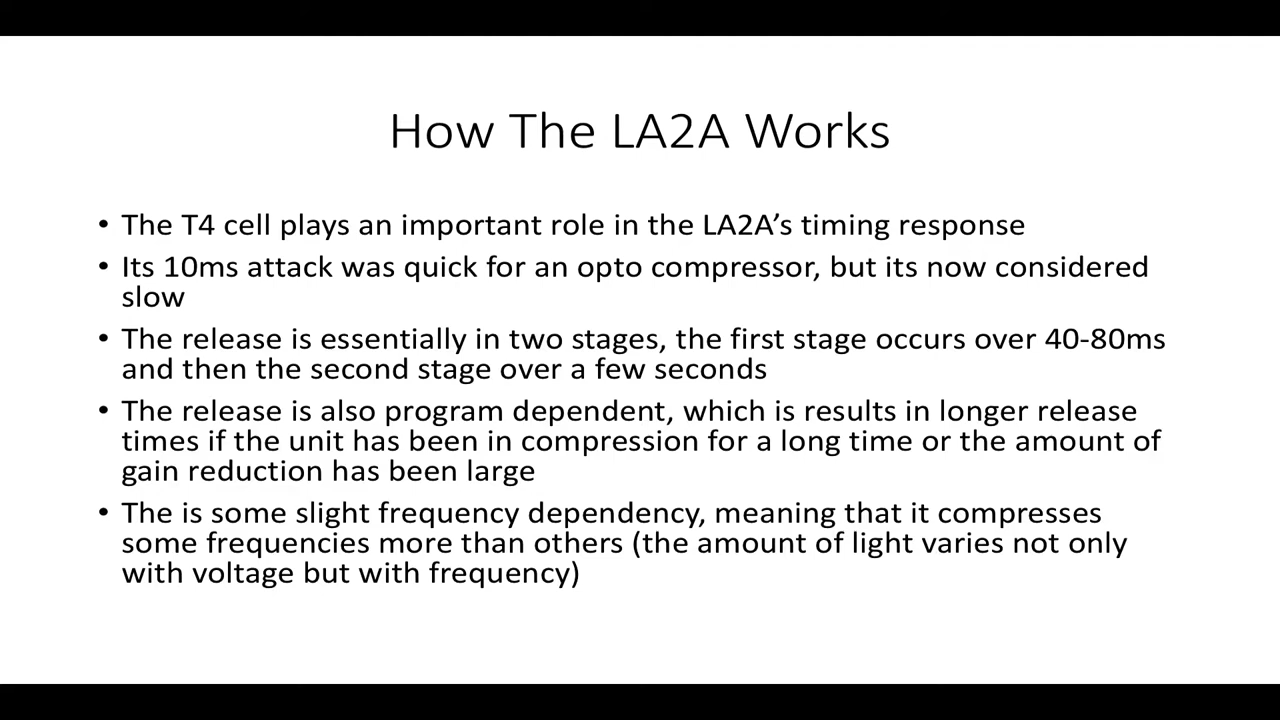 How The LA2A Works
• The T4 cell plays an important role in the LA2A’s timing response
• Its 10ms attack was quick for an opto compressor, but its now considered
slow
• The release is essentially in two stages, the first stage occurs over 40-80ms
and then the second stage over a few seconds
• The release is also program dependent, which is results in longer release
times if the unit has been in compression for a long time or the amount of
gain reduction has been large
• The is some slight frequency dependency, meaning that it compresses
some frequencies more than others (the amount of light varies not only
with voltage but with frequency)